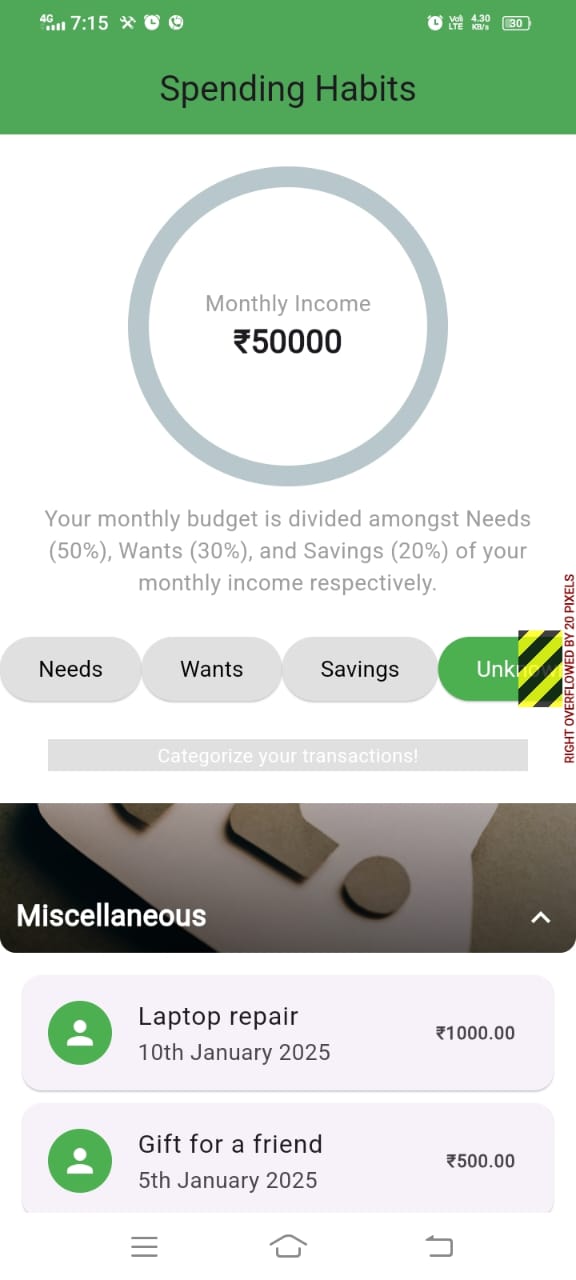 4G 7:15 Vo)) LTE 4.30 KB/s 30
Spending Habits
Monthly Income
₹50000
Your monthly budget is divided amongst Needs
(50%), Wants (30%), and Savings (20%) of your
monthly income respectively.
Needs Wants Savings Unknown
RIGHT OVERFLOWED BY 20 PIXELS
Categorize your transactions!
Miscellaneous
Laptop repair
10th January 2025
₹1000.00
Gift for a friend
5th January 2025
₹500.00